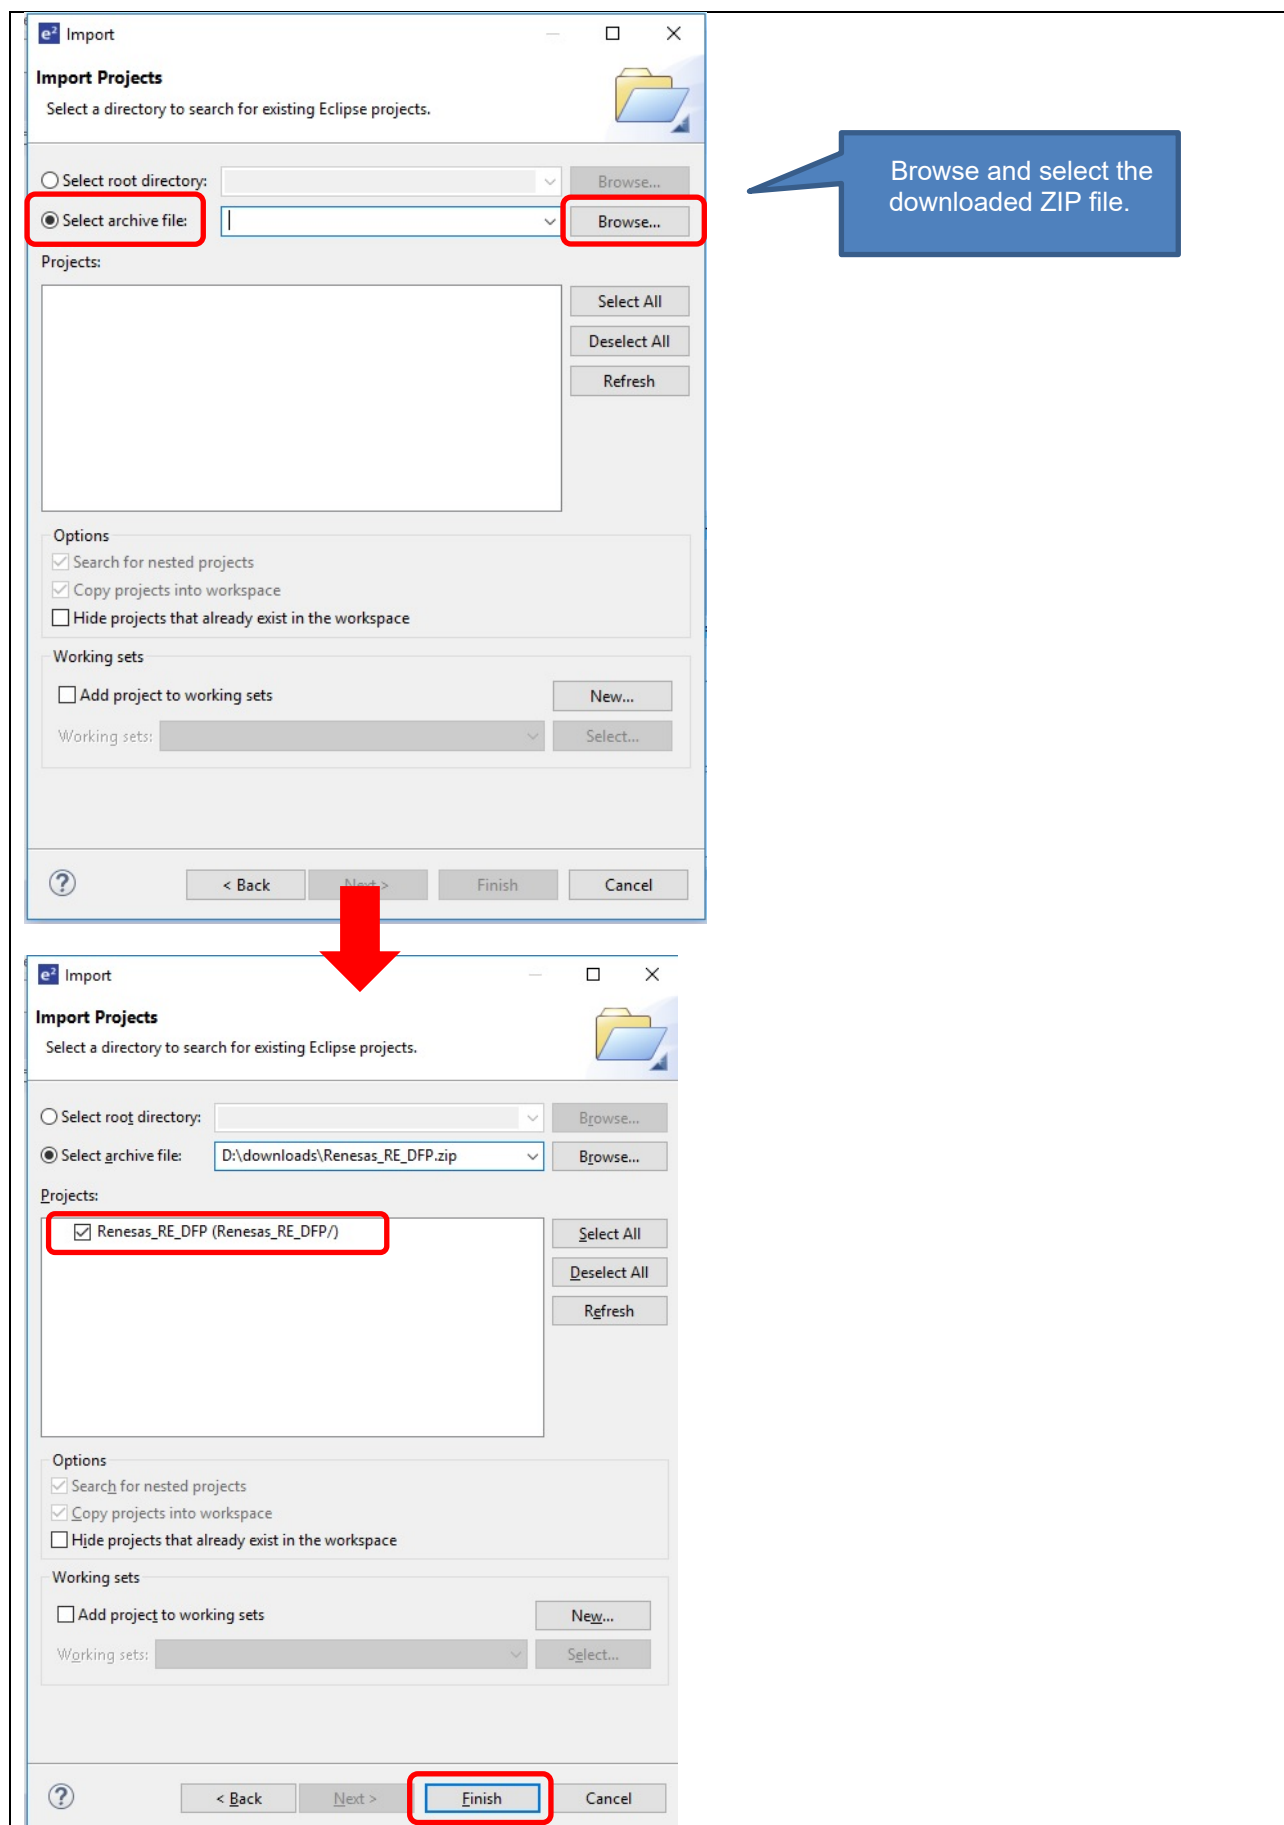 e² Import
Import Projects
Select a directory to search for existing Eclipse projects.
Select root directory:
Browse...
Select archive file:
Browse...
Browse and select the
downloaded ZIP file.
Projects:
Select All
Deselect All
Refresh
Options
Search for nested projects
Copy projects into workspace
Hide projects that already exist in the workspace
Working sets
Add project to working sets
New...
Working sets:
Select...
?
< Back
Next >
Finish
Cancel
e² Import
Import Projects
Select a directory to search for existing Eclipse projects.
Select root directory:
Browse...
Select archive file:
D:\downloads\Renesas_RE_DFP.zip
Browse...
Projects:
Renesas_RE_DFP (Renesas_RE_DFP/)
Select All
Deselect All
Refresh
Options
Search for nested projects
Copy projects into workspace
Hide projects that already exist in the workspace
Working sets
Add project to working sets
New...
Working sets:
Select...
?
< Back
Next >
Finish
Cancel